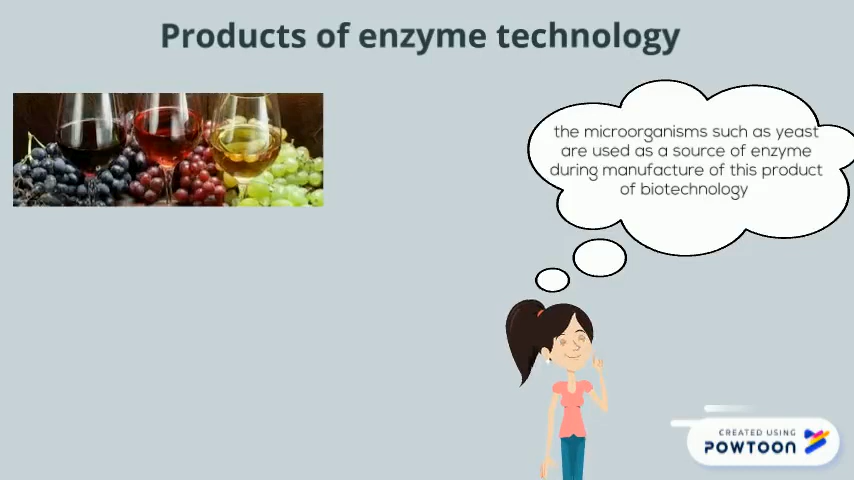 Products of enzyme technology
the microorganisms such as yeast
are used as a source of enzyme
during manufacture of this product
of biotechnology
CREATED USING
POWTOON